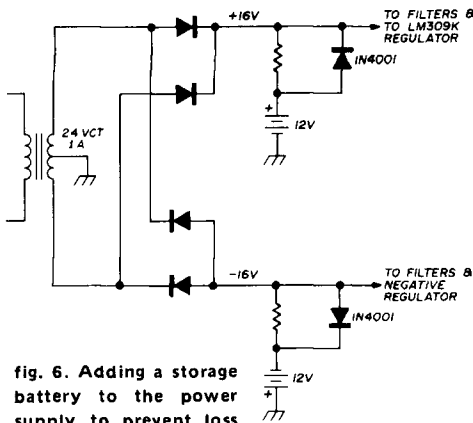 +16V
TO FILTERS &
TO LM309K
REGULATOR
1N4001
+
12V
24 VCT
1 A
-16V
TO FILTERS &
NEGATIVE
REGULATOR
1N4001
+
12V
fig. 6. Adding a storage
battery to the power
supply to prevent loss